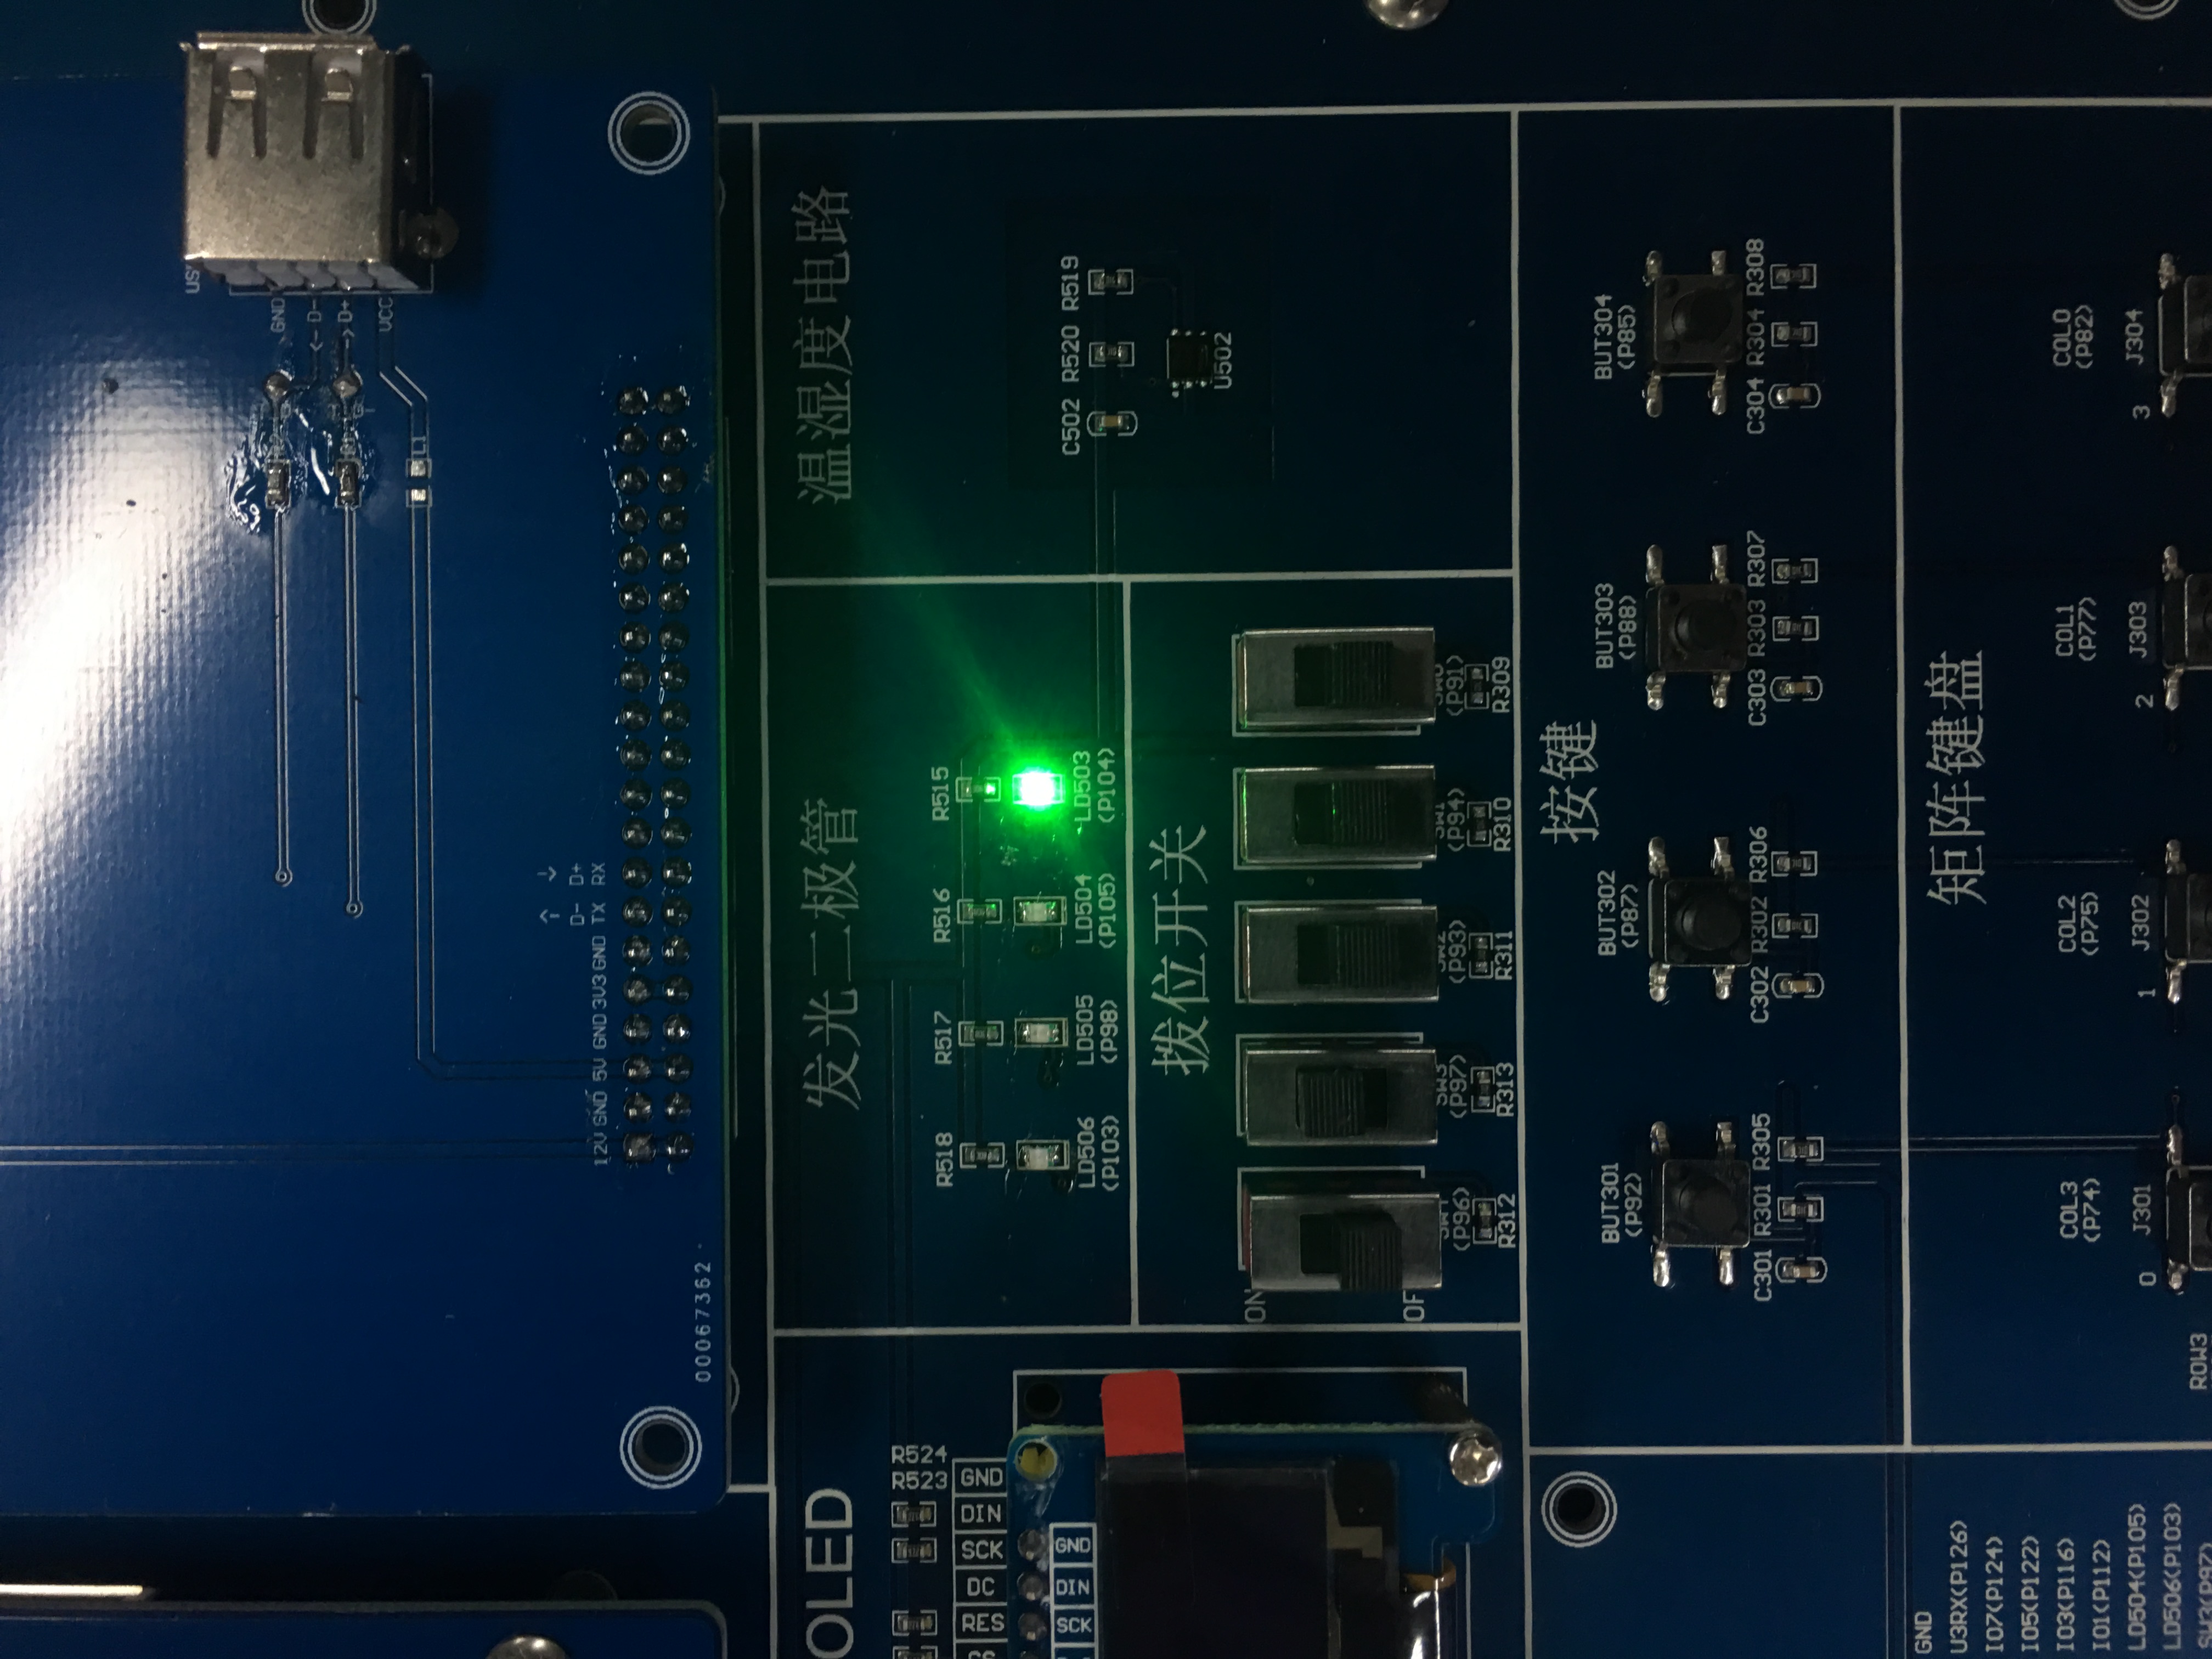 GND
D-
D+
VCC
L1
D- D+
12V GND 5V GND 3V3 GND TX RX
00067362
OLED
发光二极管
温湿度电路
R523
R524
R518 R517 R516 R515
RES
DC
SCK
DIN
GND
SCK
DIN
GND
LD506 LD505 LD504 LD503
(P103) (P98) (P105) (P104)
C502 R520 R519
U502
拨位开关
ON
(P96) (P97) (P93) (P94) (P91)
R312 R313 R311 R310 R309
按键
BUT301 BUT302 BUT303 BUT304
(P92) (P87) (P88) (P85)
C301 R301 R305 C302 R302 R306 C303 R303 R307 C304 R304 R308
矩阵键盘
GND
U3RX(P126)
IO7(P124)
IO5(P122)
IO3(P116)
IO1(P112)
LD504(P105)
LD506(P103)
SW3(P97)
COL3 COL2 COL1 COL0
(P74) (P75) (P77) (P82)
0 J301 1 J302 2 J303 3 J304
ROW3